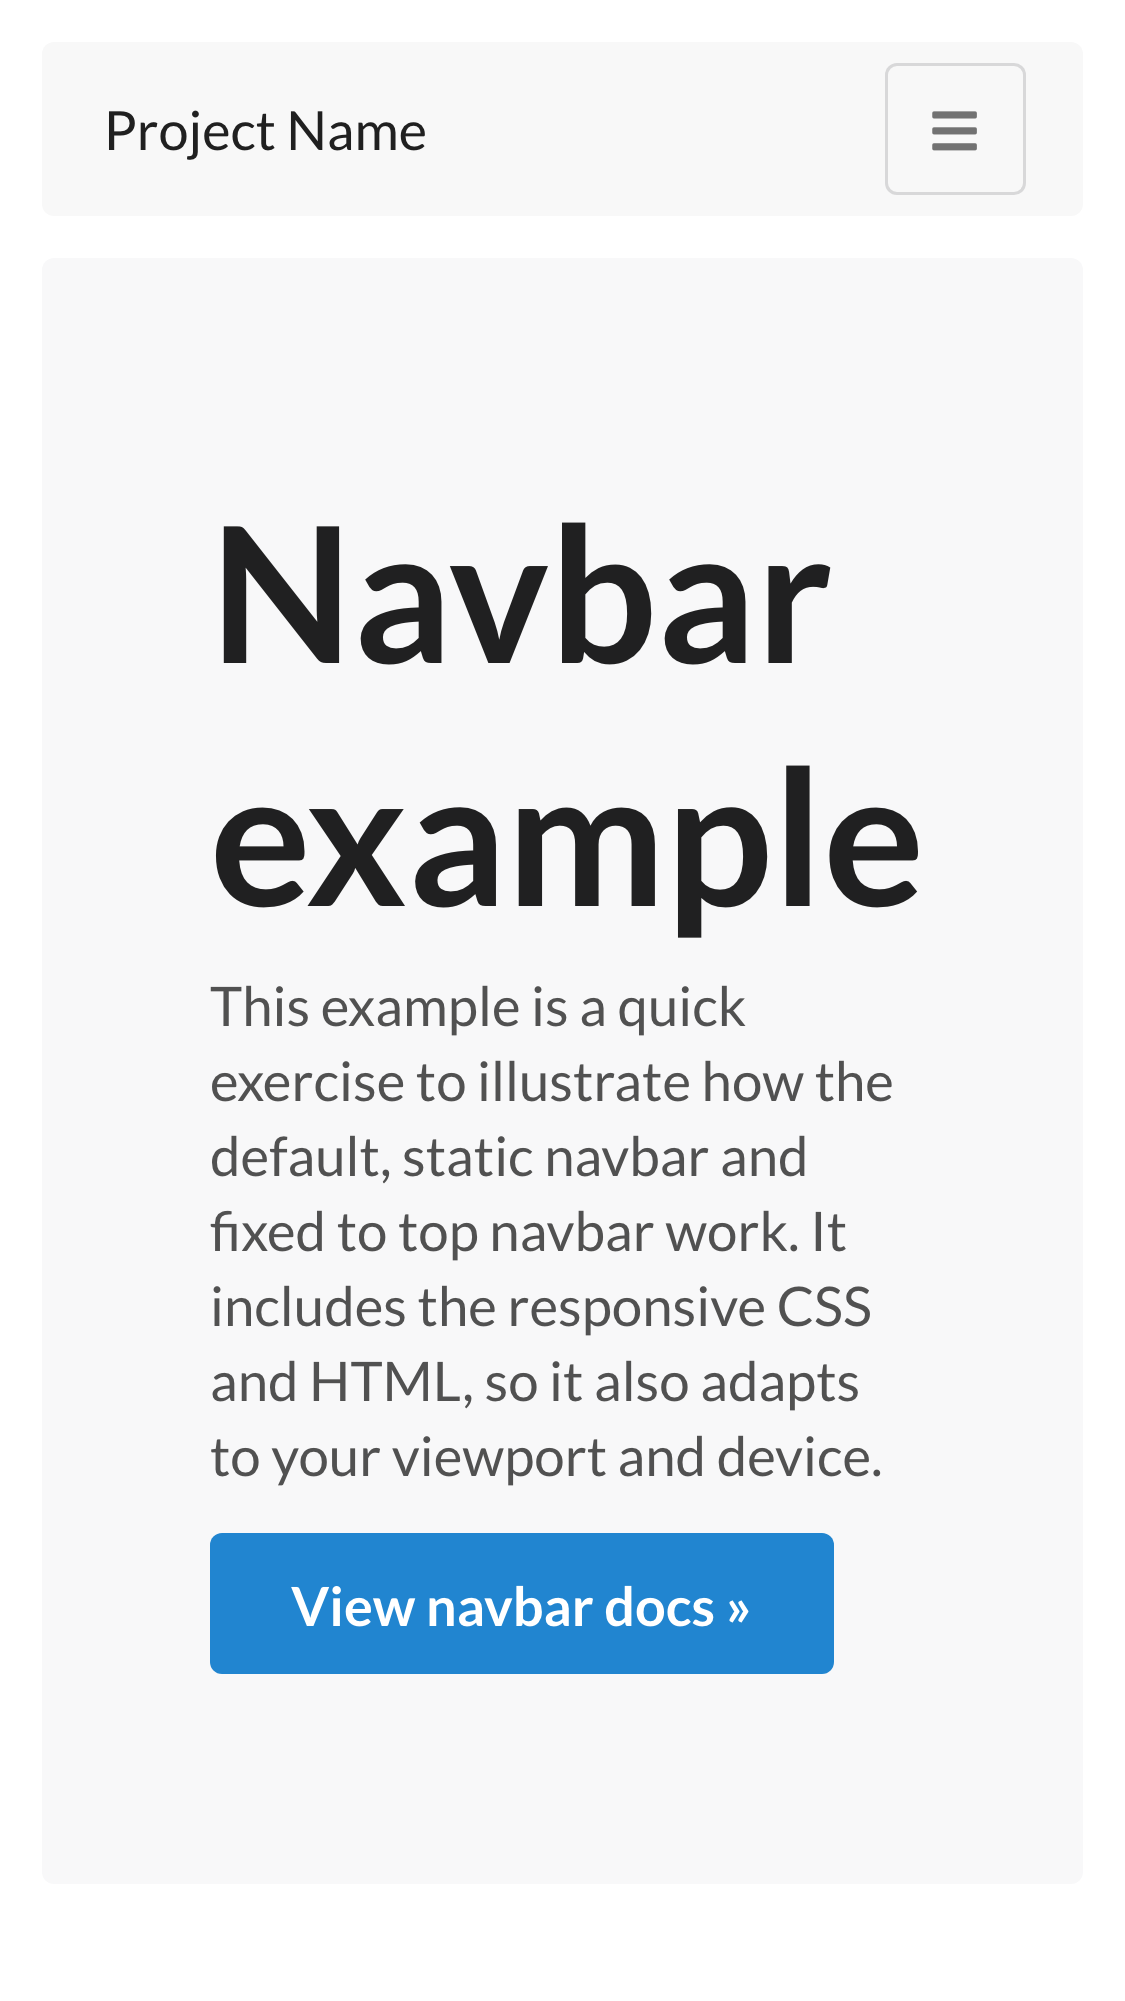 Project Name
Navbar
example
This example is a quick
exercise to illustrate how the
default, static navbar and
fixed to top navbar work. It
includes the responsive CSS
and HTML, so it also adapts
to your viewport and device.
View navbar docs »